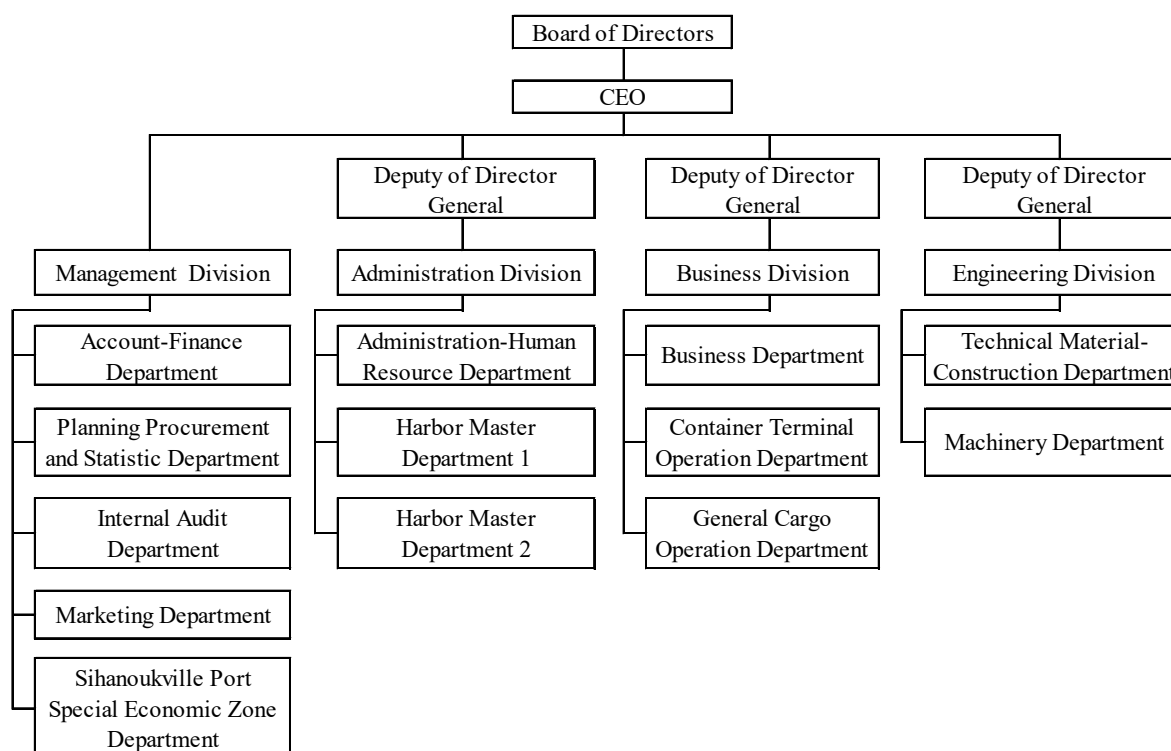 Board of Directors
CEO
Deputy of Director
General
Deputy of Director
General
Deputy of Director
General
Management Division
Administration Division
Business Division
Engineering Division
Account-Finance
Department
Administration-Human
Resource Department
Business Department
Technical Material-
Construction Department
Planning Procurement
and Statistic Department
Harbor Master
Department 1
Container Terminal
Operation Department
Machinery Department
Internal Audit
Department
Harbor Master
Department 2
General Cargo
Operation Department
Marketing Department
Sihanoukville Port
Special Economic Zone
Department